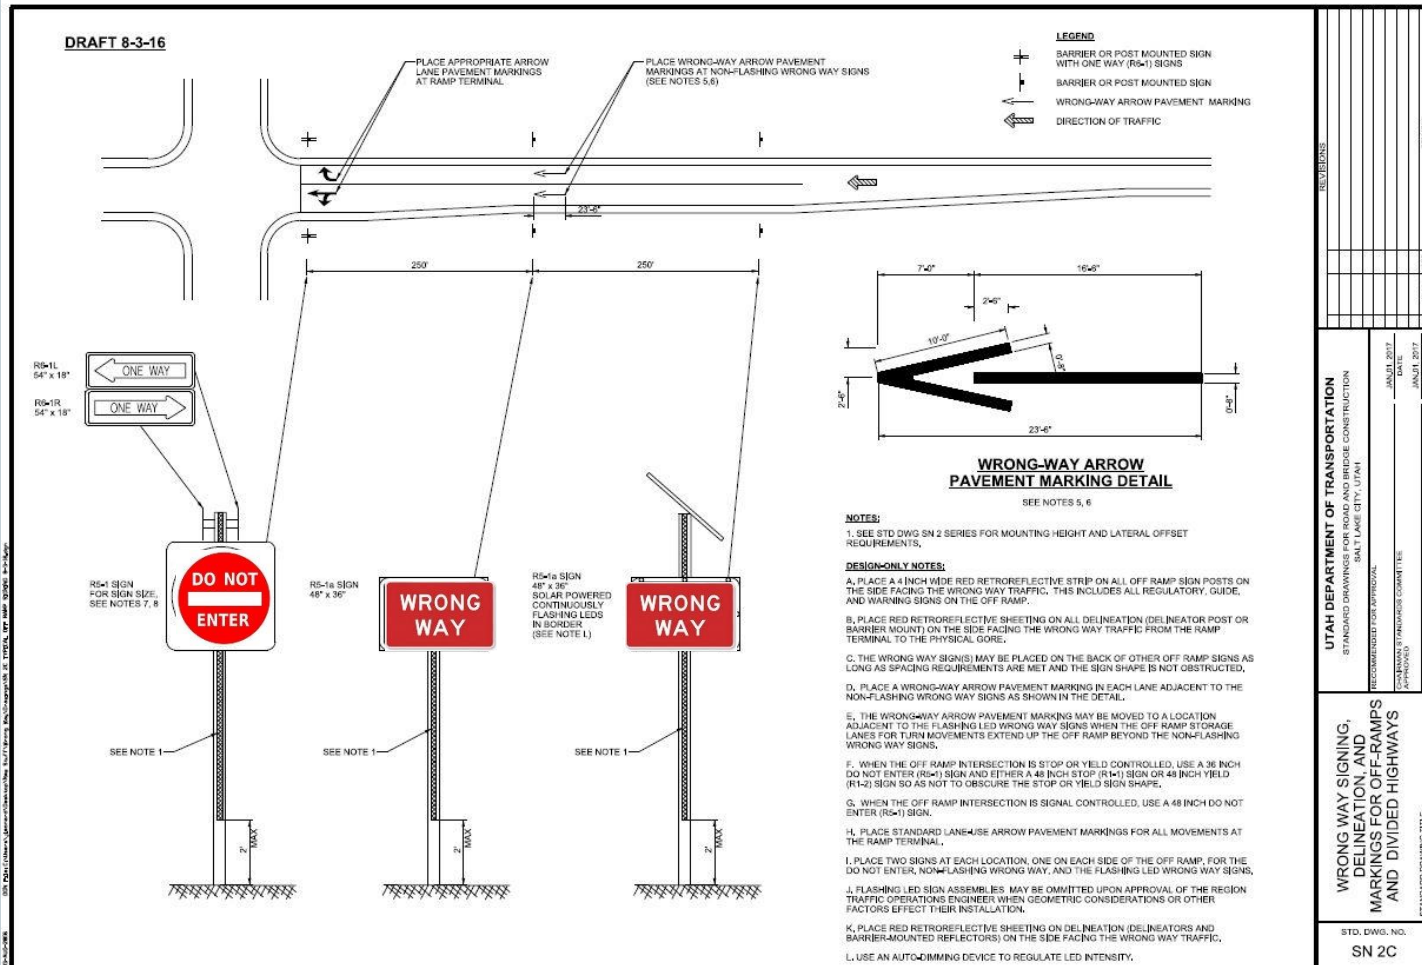 DRAFT 8-3-16
PLACE APPROPRIATE ARROW
LANE PAVEMENT MARKINGS
AT RAMP TERMINAL
PLACE WRONG-WAY ARROW PAVEMENT
MARKINGS AT NON-FLASHING WRONG WAY SIGNS
(SEE NOTES 5,6)
LEGEND
BARRIER OR POST MOUNTED SIGN
WITH ONE WAY (R6-1) SIGNS
BARRIER OR POST MOUNTED SIGN
WRONG-WAY ARROW PAVEMENT MARKING
DIRECTION OF TRAFFIC
23'-6"
250'
250'
7'-0"
16'-6"
2'-6"
10'-0"
0'-8"
2'-6"
0'-8"
23'-6"
WRONG-WAY ARROW
PAVEMENT MARKING DETAIL
SEE NOTES 5, 6
R6-1L
54" x 18"
ONE WAY
R6-1R
54" x 18"
ONE WAY
R5-1 SIGN
FOR SIGN SIZE,
SEE NOTES 7, 8
DO NOT
ENTER
R5-1a SIGN
48" x 36"
WRONG
WAY
R5-1a SIGN
48" x 36"
SOLAR POWERED
CONTINUOUSLY
FLASHING LEDS
IN BORDER
(SEE NOTE L)
WRONG
WAY
SEE NOTE 1
SEE NOTE 1
SEE NOTE 1
2' MAX
2' MAX
2' MAX
NOTES:
1. SEE STD DWG SN 2 SERIES FOR MOUNTING HEIGHT AND LATERAL OFFSET
REQUIREMENTS.
DESIGN-ONLY NOTES:
A. PLACE A 4 INCH WIDE RED RETROREFLECTIVE STRIP ON ALL OFF RAMP SIGN POSTS ON
THE SIDE FACING THE WRONG WAY TRAFFIC. THIS INCLUDES ALL REGULATORY, GUIDE,
AND WARNING SIGNS ON THE OFF RAMP.
B. PLACE RED RETROREFLECTIVE SHEETING ON ALL DELINEATION (DELINEATOR POST OR
BARRIER MOUNT) ON THE SIDE FACING THE WRONG WAY TRAFFIC FROM THE RAMP
TERMINAL TO THE PHYSICAL GORE.
C. THE WRONG WAY SIGN(S) MAY BE PLACED ON THE BACK OF OTHER OFF RAMP SIGNS AS
LONG AS SPACING REQUIREMENTS ARE MET AND THE SIGN SHAPE IS NOT OBSTRUCTED.
D. PLACE A WRONG-WAY ARROW PAVEMENT MARKING IN EACH LANE ADJACENT TO THE
NON-FLASHING WRONG WAY SIGNS AS SHOWN IN THE DETAIL.
E. THE WRONG-WAY ARROW PAVEMENT MARKING MAY BE MOVED TO A LOCATION
ADJACENT TO THE FLASHING LED WRONG WAY SIGNS WHEN THE OFF RAMP STORAGE
LANES FOR TURN MOVEMENTS EXTEND UP THE OFF RAMP BEYOND THE NON-FLASHING
WRONG WAY SIGNS.
F. WHEN THE OFF RAMP INTERSECTION IS STOP OR YIELD CONTROLLED, USE A 36 INCH
DO NOT ENTER (R5-1) SIGN AND EITHER A 48 INCH STOP (R1-1) SIGN OR 48 INCH YIELD
(R1-2) SIGN SO AS NOT TO OBSCURE THE STOP OR YIELD SIGN SHAPE.
G. WHEN THE OFF RAMP INTERSECTION IS SIGNAL CONTROLLED, USE A 48 INCH DO NOT
ENTER (R5-1) SIGN.
H. PLACE STANDARD LANE-USE ARROW PAVEMENT MARKINGS FOR ALL MOVEMENTS AT
THE RAMP TERMINAL.
I. PLACE TWO SIGNS AT EACH LOCATION, ONE ON EACH SIDE OF THE OFF RAMP, FOR THE
DO NOT ENTER, NON-FLASHING WRONG WAY, AND THE FLASHING LED WRONG WAY SIGNS.
J. FLASHING LED SIGN ASSEMBLIES MAY BE OMMITTED UPON APPROVAL OF THE REGION
TRAFFIC OPERATIONS ENGINEER WHEN GEOMETRIC CONSIDERATIONS OR OTHER
FACTORS EFFECT THEIR INSTALLATION.
K. PLACE RED RETROREFLECTIVE SHEETING ON DELINEATION (DELINEATORS AND
BARRIER-MOUNTED REFLECTORS) ON THE SIDE FACING THE WRONG WAY TRAFFIC.
L. USE AN AUTO-DIMMING DEVICE TO REGULATE LED INTENSITY.
REVISIONS
UTAH DEPARTMENT OF TRANSPORTATION
STANDARD DRAWINGS FOR ROAD AND BRIDGE CONSTRUCTION
SALT LAKE CITY, UTAH
RECOMMENDED FOR APPROVAL
JAN.01, 2017
CHAIRMAN STANDARDS COMMITTEE
DATE
APPROVED
JAN.01, 2017
WRONG WAY SIGNING,
DELINEATION, AND
MARKINGS FOR OFF-RAMPS
AND DIVIDED HIGHWAYS
STD. DWG. NO.
SN 2C